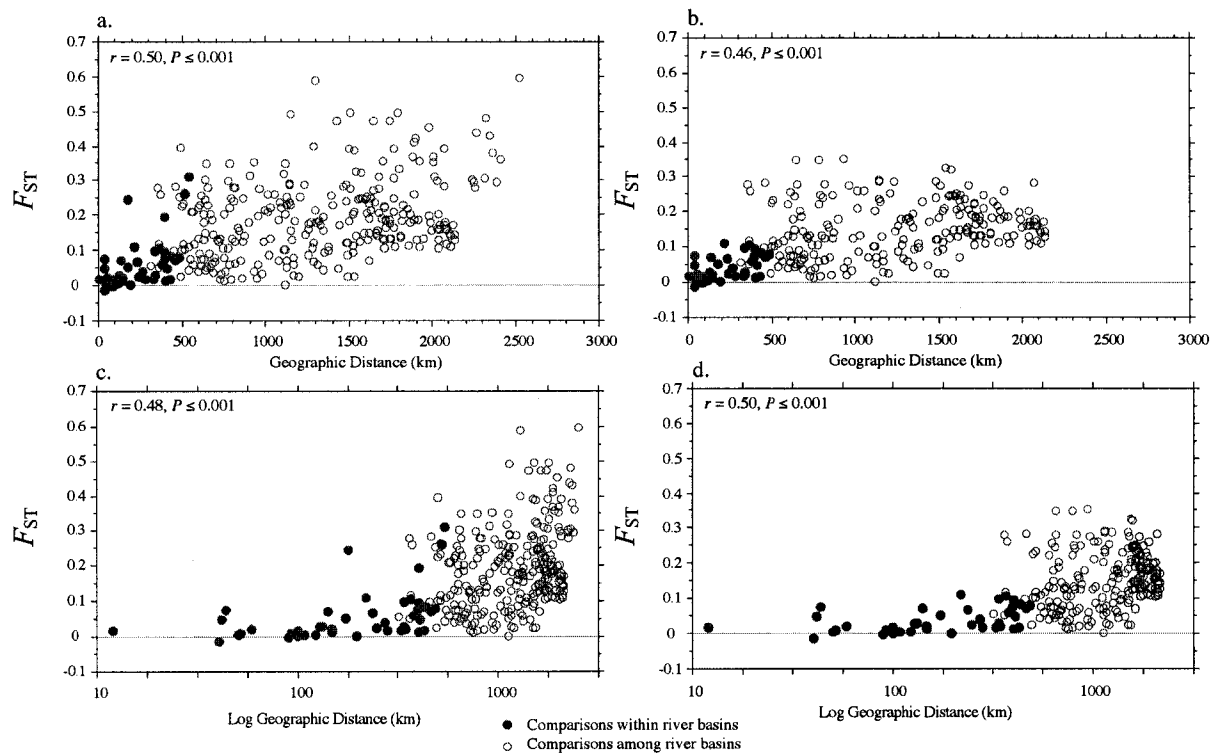 a.
r = 0.50, P ≤ 0.001
0.7
0.6
0.5
0.4
0.3
0.2
0.1
0
-0.1
F_ST
0 500 1000 1500 2000 2500 3000
Geographic Distance (km)
b.
r = 0.46, P ≤ 0.001
0.7
0.6
0.5
0.4
0.3
0.2
0.1
0
-0.1
F_ST
0 500 1000 1500 2000 2500 3000
Geographic Distance (km)
c.
r = 0.48, P ≤ 0.001
0.7
0.6
0.5
0.4
0.3
0.2
0.1
0
-0.1
F_ST
10 100 1000
Log Geographic Distance (km)
d.
r = 0.50, P ≤ 0.001
0.7
0.6
0.5
0.4
0.3
0.2
0.1
0
-0.1
F_ST
10 100 1000
Log Geographic Distance (km)
Comparisons within river basins
Comparisons among river basins